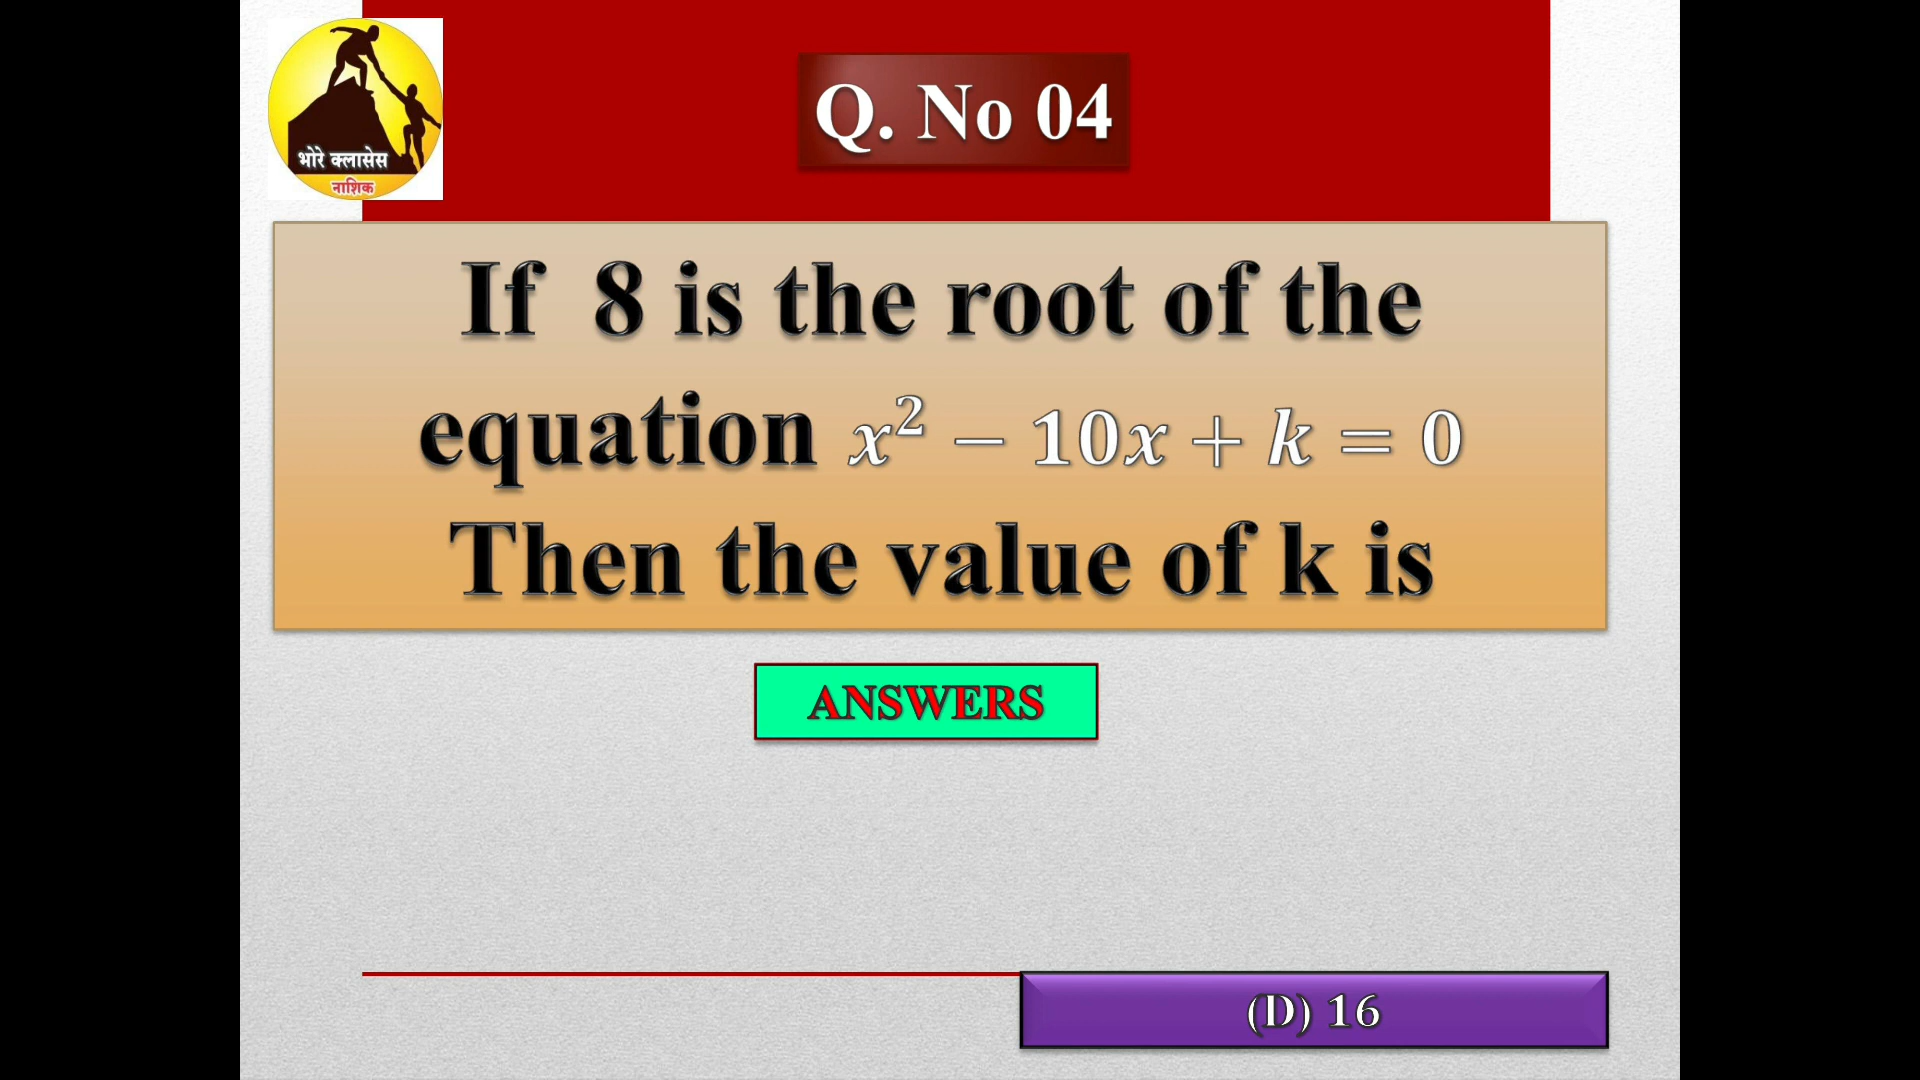 भोरे क्लासेस
नाशिक
Q. No 04
If 8 is the root of the
equation x² − 10x + k = 0
Then the value of k is
ANSWERS
(D) 16